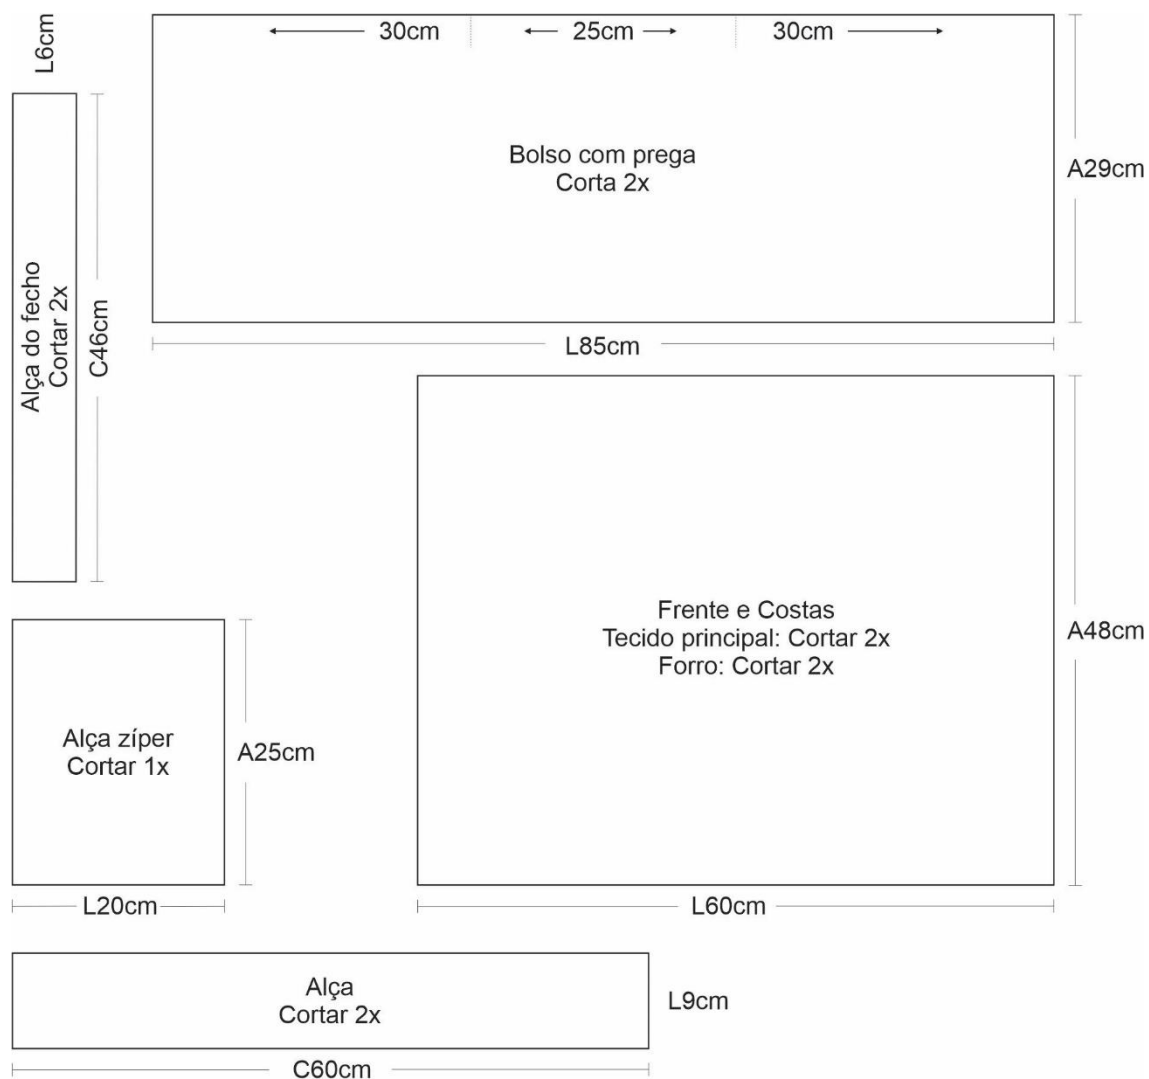 L6cm
30cm
25cm
30cm
Bolso com prega
Corta 2x
A29cm
L85cm
Alça do fecho
Cortar 2x
C46cm
Frente e Costas
Tecido principal: Cortar 2x
Forro: Cortar 2x
A48cm
L60cm
Alça zíper
Cortar 1x
A25cm
L20cm
Alça
Cortar 2x
L9cm
C60cm